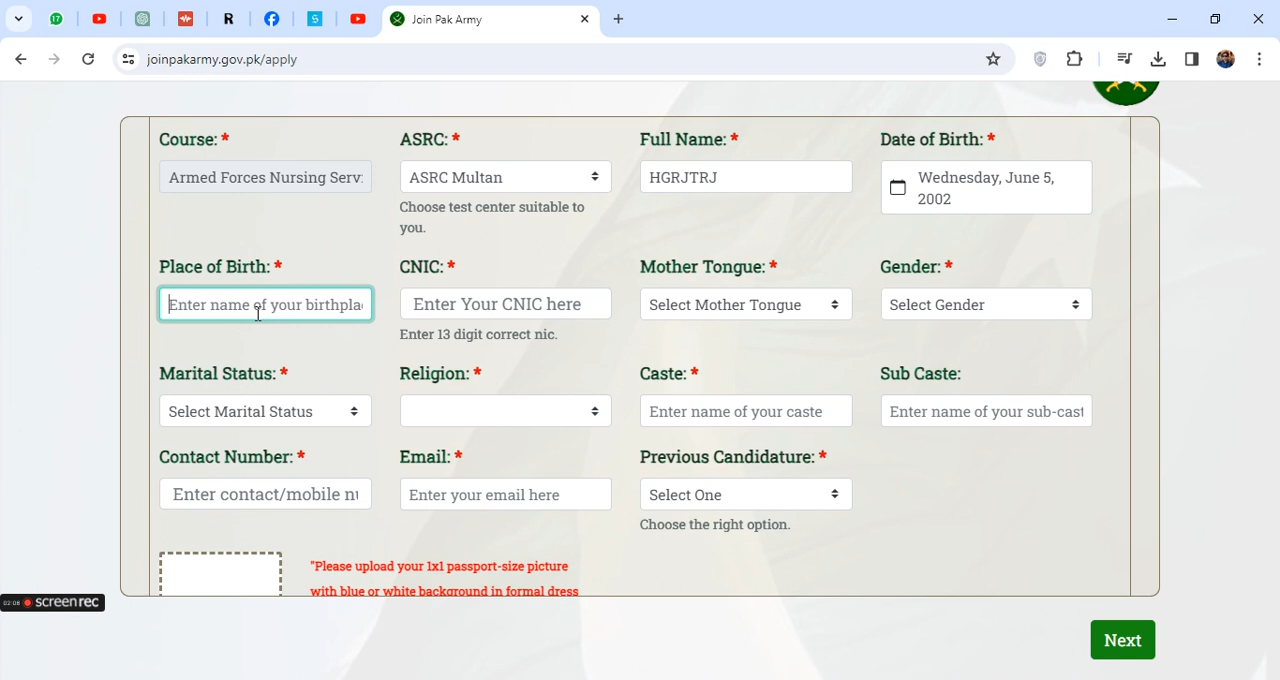 Join Pak Army
joinpakarmy.gov.pk/apply
Course: * ASRC: * Full Name: * Date of Birth: *
Armed Forces Nursing Serv ASRC Multan HGRJTRJ Wednesday, June 5,
2002
Choose test center suitable to
you.
Place of Birth: * CNIC: * Mother Tongue: * Gender: *
Enter name of your birthpla Enter Your CNIC here Select Mother Tongue Select Gender
Enter 13 digit correct nic.
Marital Status: * Religion: * Caste: * Sub Caste:
Select Marital Status Enter name of your caste Enter name of your sub-cast
Contact Number: * Email: * Previous Candidature: *
Enter contact/mobile nu Enter your email here Select One
Choose the right option.
"Please upload your 1x1 passport-size picture
with blue or white background in formal dress
02:08 screenrec
Next